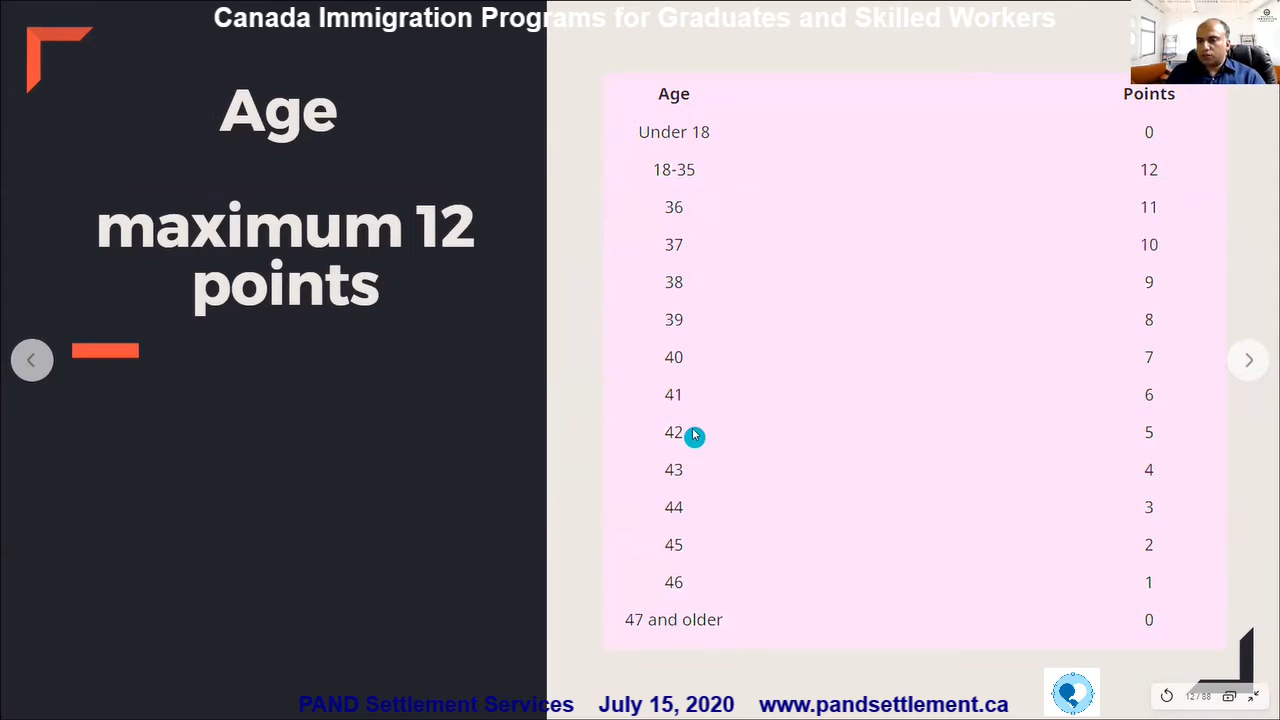 Canada Immigration Programs for Graduates and Skilled Workers
Age
maximum 12
points
Age Points
Under 18 0
18-35 12
36 11
37 10
38 9
39 8
40 7
41 6
42 5
43 4
44 3
45 2
46 1
47 and older 0
PAND Settlement Services July 15, 2020 www.pandsettlement.ca